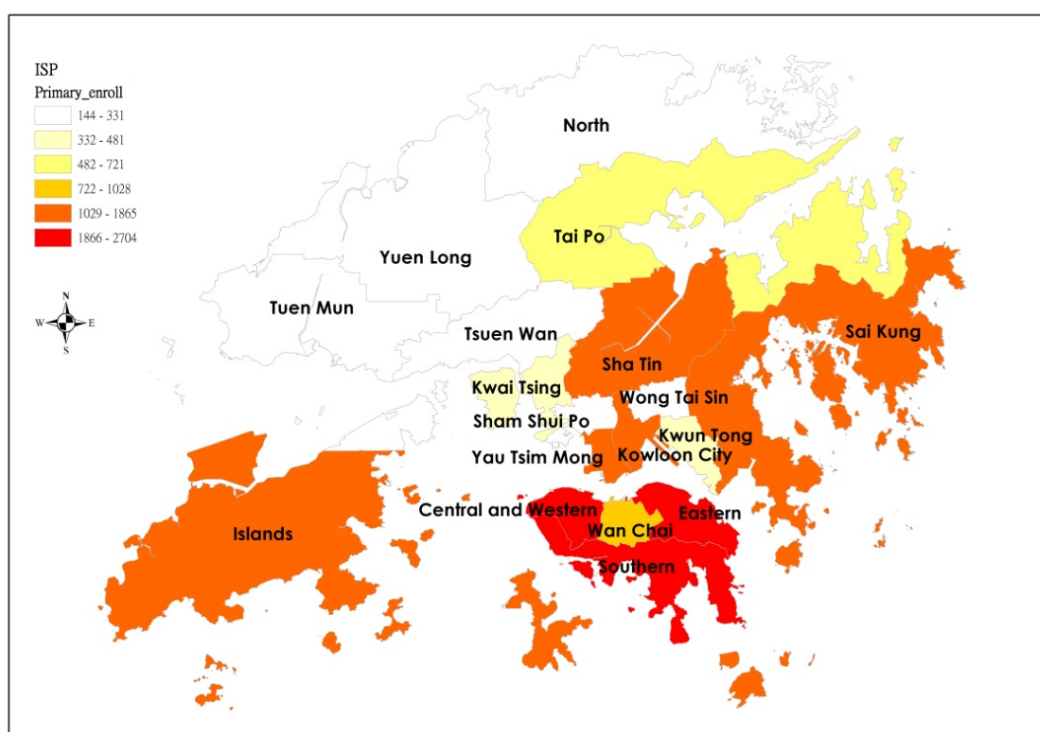 ISP
Primary_enroll
144 - 331
332 - 481
482 - 721
722 - 1028
1029 - 1865
1866 - 2704
N
W E
S
North
Tai Po
Yuen Long
Tuen Mun
Tsuen Wan
Sai Kung
Sha Tin
Kwai Tsing
Wong Tai Sin
Sham Shui Po
Kwun Tong
Yau Tsim Mong
Kowloon City
Central and Western
Eastern
Wan Chai
Islands
Southern